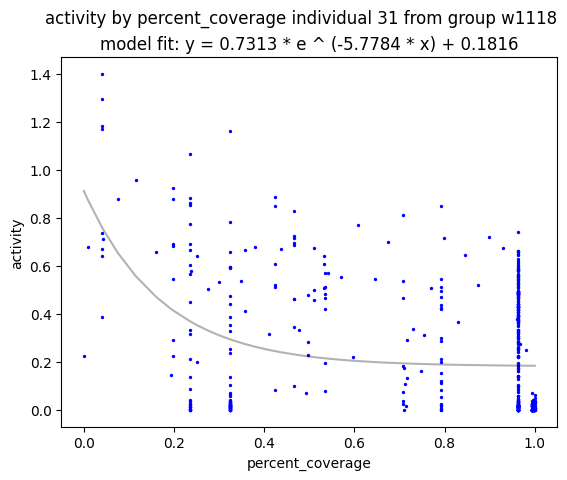 activity by percent_coverage individual 31 from group w1118
model fit: y = 0.7313 * e ^ (-5.7784 * x) + 0.1816
1.4
1.2
1.0
0.8
0.6
0.4
0.2
0.0
activity
0.0 0.2 0.4 0.6 0.8 1.0
percent_coverage